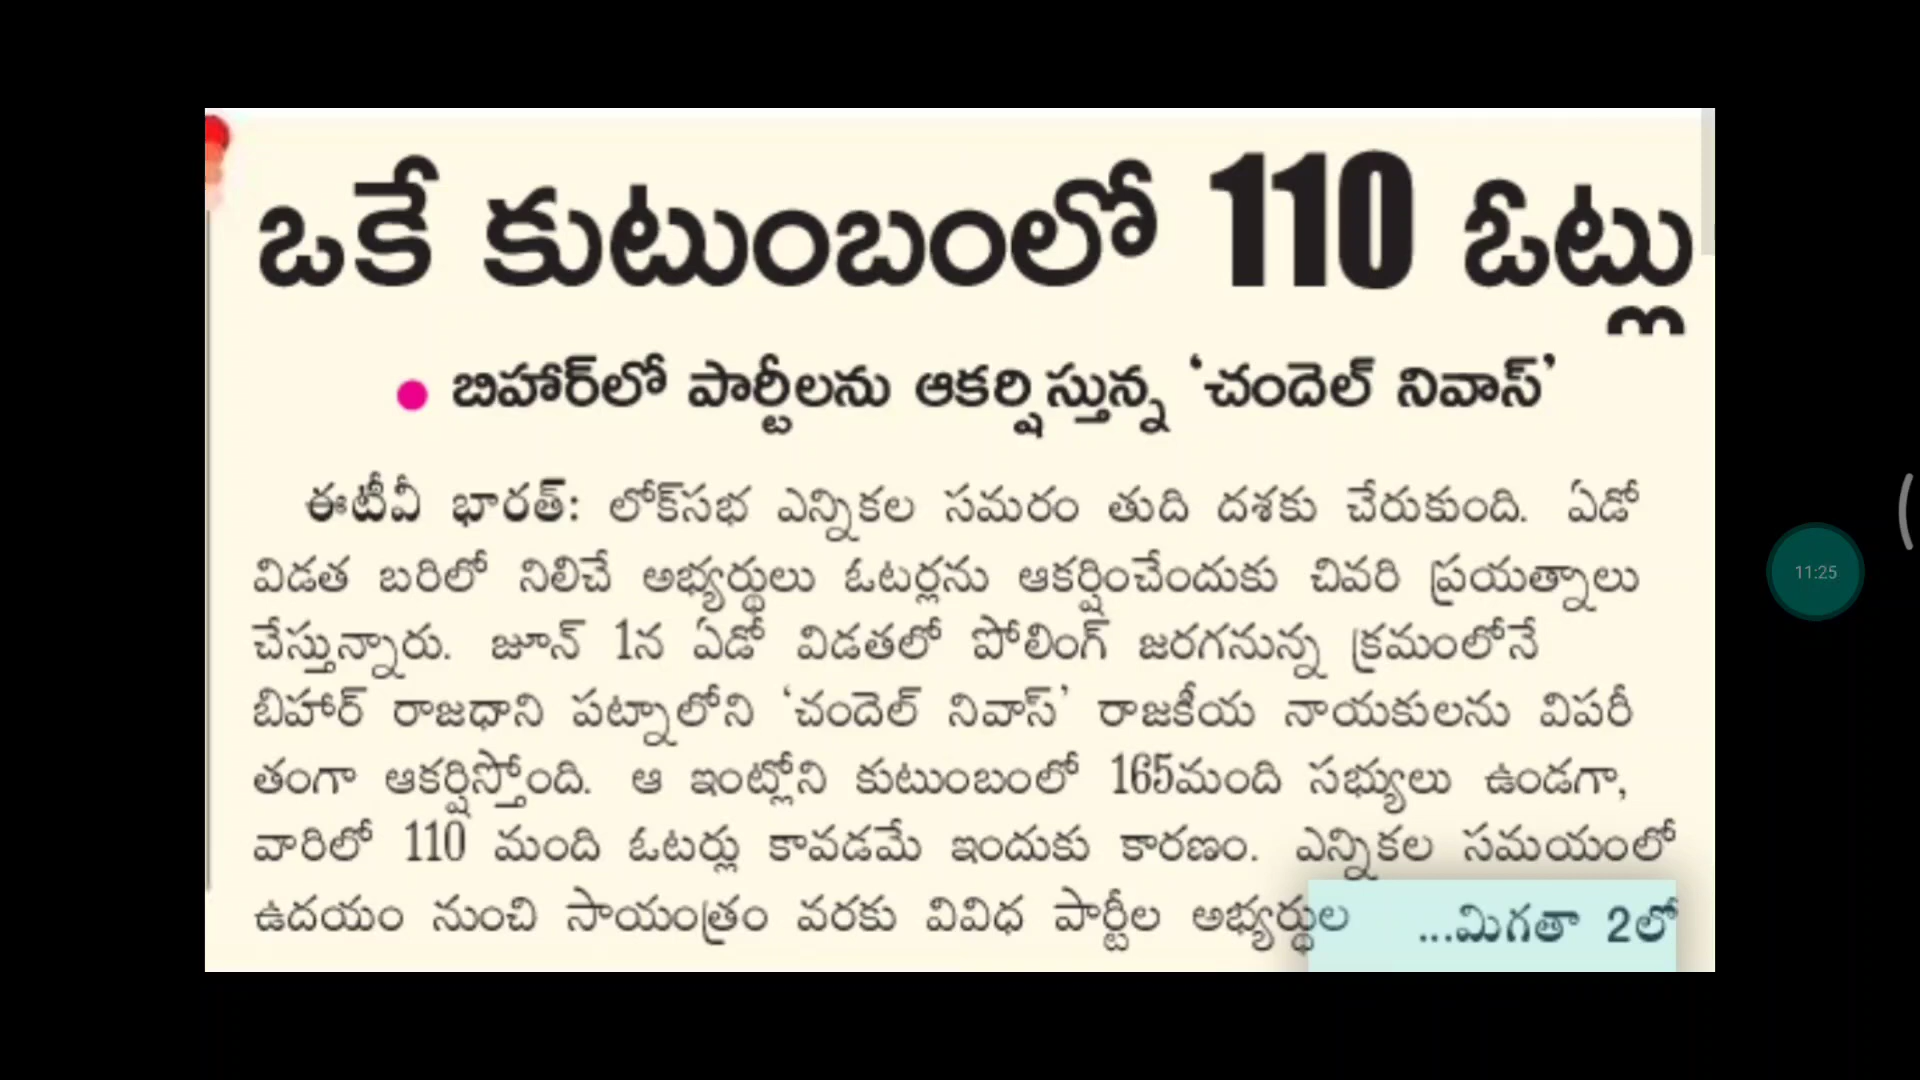 ఒకే కుటుంబంలో 110 ఓట్లు
● బిహార్‌లో పార్టీలను ఆకర్షిస్తున్న ‘చందెల్ నివాస్’
ఈటీవీ భారత్: లోక్‌సభ ఎన్నికల సమరం తుది దశకు చేరుకుంది. ఏడో
విడత బరిలో నిలిచే అభ్యర్థులు ఓటర్లను ఆకర్షించేందుకు చివరి ప్రయత్నాలు
చేస్తున్నారు. జూన్ 1న ఏడో విడతలో పోలింగ్ జరగనున్న క్రమంలోనే
బిహార్ రాజధాని పట్నాలోని ‘చందెల్ నివాస్’ రాజకీయ నాయకులను విపరీ
తంగా ఆకర్షిస్తోంది. ఆ ఇంట్లోని కుటుంబంలో 165మంది సభ్యులు ఉండగా,
వారిలో 110 మంది ఓటర్లు కావడమే ఇందుకు కారణం. ఎన్నికల సమయంలో
ఉదయం నుంచి సాయంత్రం వరకు వివిధ పార్టీల అభ్యర్థుల ...మిగతా 2లో
11:25